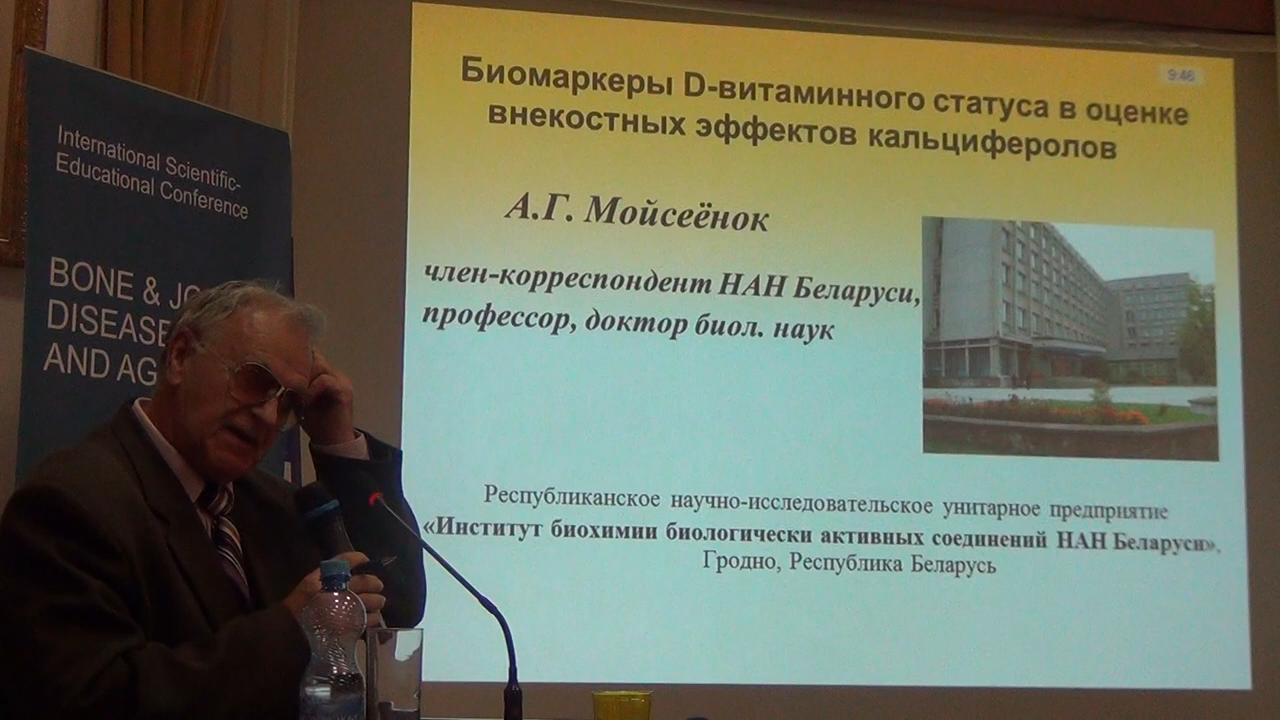 International Scientific-
Educational Conference
BONE &
DISEASE
AND
9:46
Биомаркеры D-витаминного статуса в оценке
внекостных эффектов кальциферолов
А.Г. Мойсеёнок
член-корреспондент НАН Беларуси,
профессор, доктор биол. наук
Республиканское научно-исследовательское унитарное предприятие
«Институт биохимии биологически активных соединений НАН Беларуси»,
Гродно, Республика Беларусь